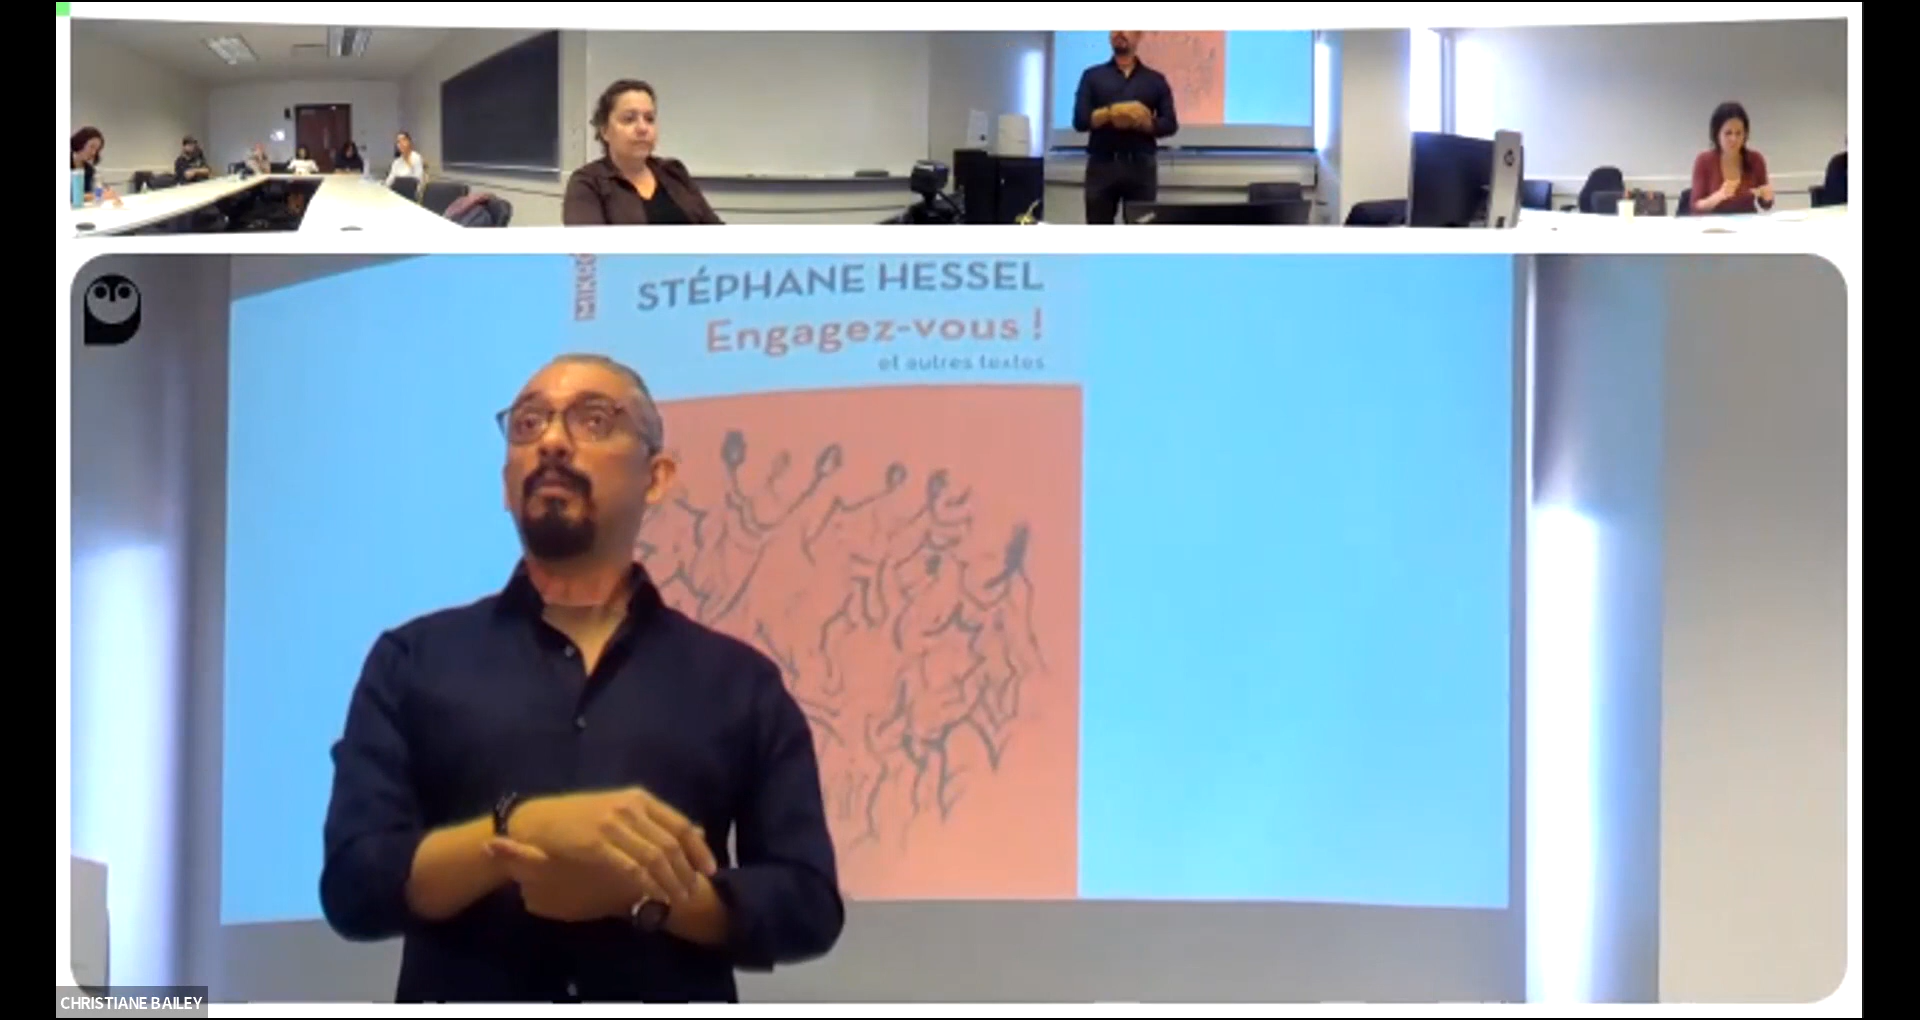 STÉPHANE HESSEL
Engagez-vous !
et autres textes
CHRISTIANE BAILEY